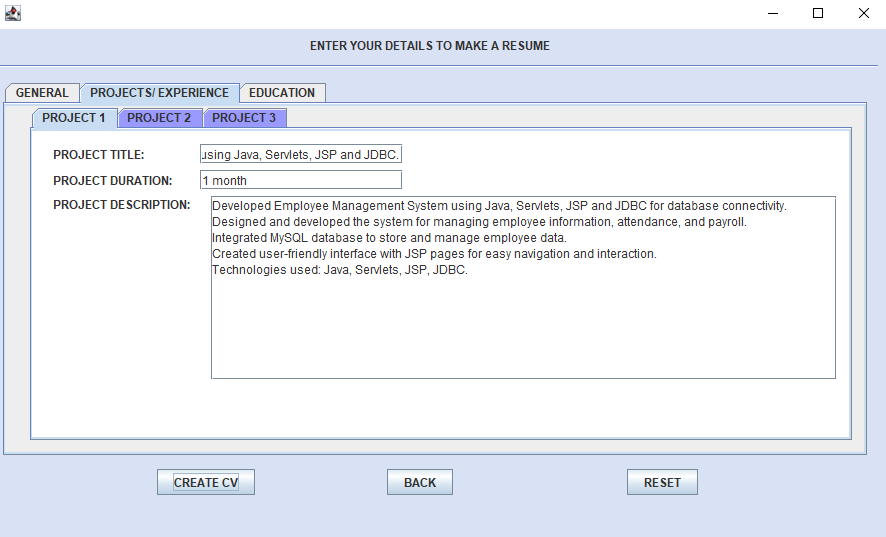 ENTER YOUR DETAILS TO MAKE A RESUME
GENERAL PROJECTS/ EXPERIENCE EDUCATION
PROJECT 1 PROJECT 2 PROJECT 3
PROJECT TITLE: using Java, Servlets, JSP and JDBC.
PROJECT DURATION: 1 month
PROJECT DESCRIPTION: Developed Employee Management System using Java, Servlets, JSP and JDBC for database connectivity.
Designed and developed the system for managing employee information, attendance, and payroll.
Integrated MySQL database to store and manage employee data.
Created user-friendly interface with JSP pages for easy navigation and interaction.
Technologies used: Java, Servlets, JSP, JDBC.
CREATE CV BACK RESET